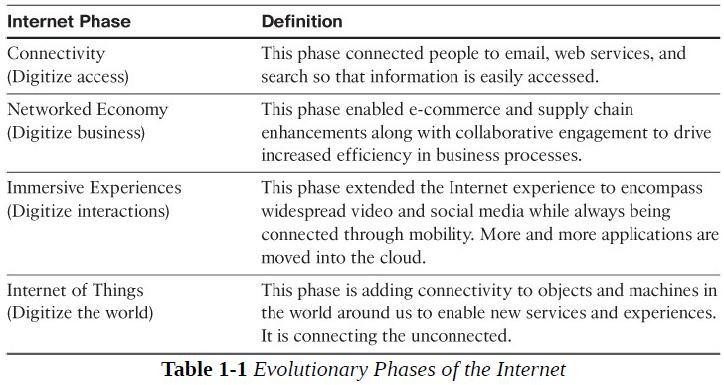 Internet Phase Definition
Connectivity This phase connected people to email, web services, and
(Digitize access) search so that information is easily accessed.
Networked Economy This phase enabled e-commerce and supply chain
(Digitize business) enhancements along with collaborative engagement to drive
increased efficiency in business processes.
Immersive Experiences This phase extended the Internet experience to encompass
(Digitize interactions) widespread video and social media while always being
connected through mobility. More and more applications are
moved into the cloud.
Internet of Things This phase is adding connectivity to objects and machines in
(Digitize the world) the world around us to enable new services and experiences.
It is connecting the unconnected.
Table 1-1 Evolutionary Phases of the Internet